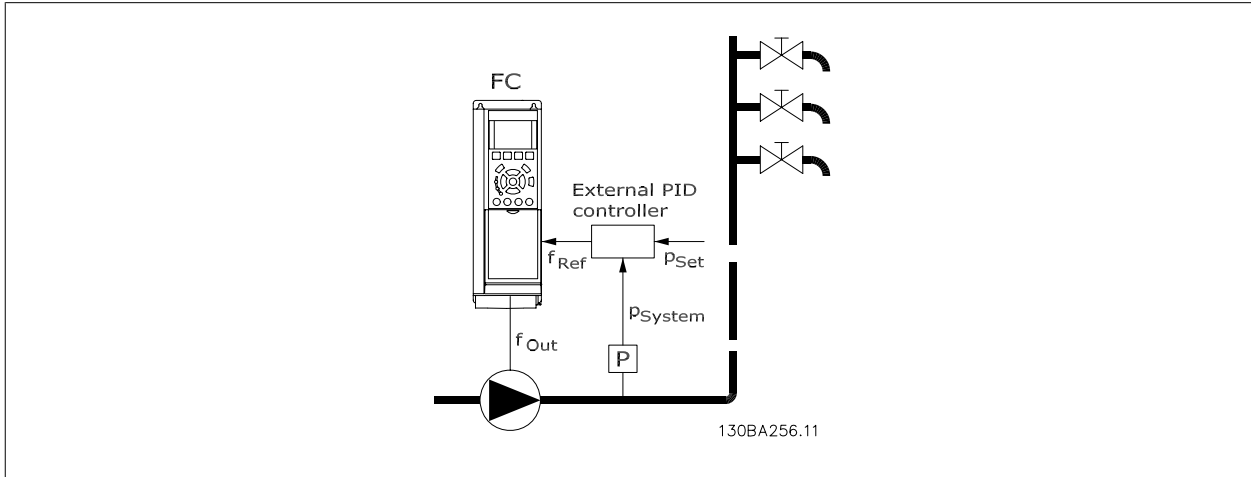 FC
External PID
controller
fRef
pSet
pSystem
fOut
P
130BA256.11